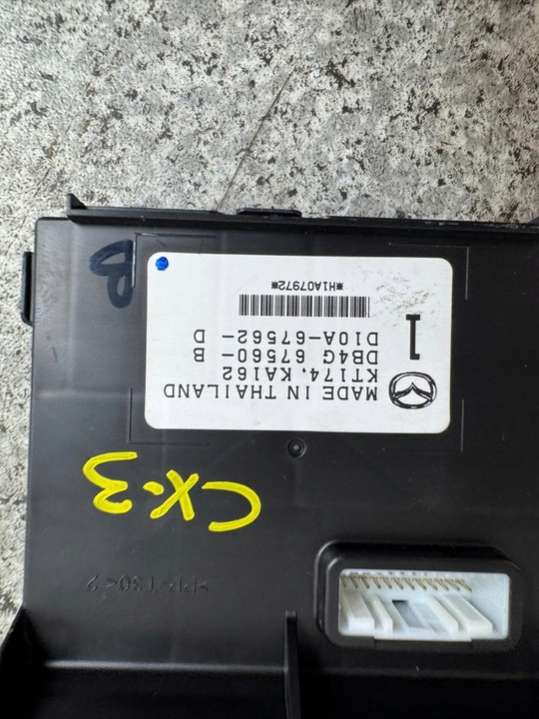 MADE IN THAILAND
KT174, KA162
DB4G 67560-B
D10A-67562-D
1
*H1A07972*
CX-3